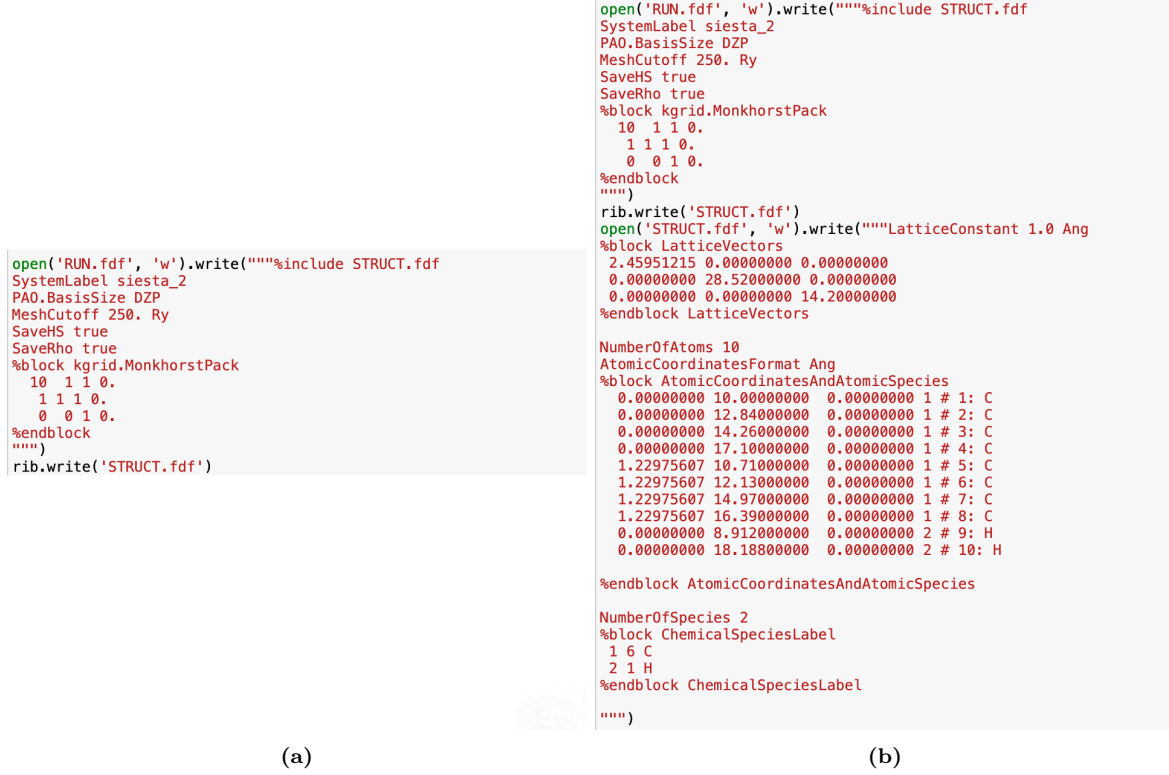 open('RUN.fdf', 'w').write("""%include STRUCT.fdf
SystemLabel siesta_2
PAO.BasisSize DZP
MeshCutoff 250. Ry
SaveHS true
SaveRho true
%block kgrid.MonkhorstPack
10 1 1 0.
1 1 1 0.
0 0 1 0.
%endblock
""")
rib.write('STRUCT.fdf')
(a)
open('RUN.fdf', 'w').write("""%include STRUCT.fdf
SystemLabel siesta_2
PAO.BasisSize DZP
MeshCutoff 250. Ry
SaveHS true
SaveRho true
%block kgrid.MonkhorstPack
10 1 1 0.
1 1 1 0.
0 0 1 0.
%endblock
""")
rib.write('STRUCT.fdf')
open('STRUCT.fdf', 'w').write("""LatticeConstant 1.0 Ang
%block LatticeVectors
2.45951215 0.00000000 0.00000000
0.00000000 28.52000000 0.00000000
0.00000000 0.00000000 14.20000000
%endblock LatticeVectors
NumberOfAtoms 10
AtomicCoordinatesFormat Ang
%block AtomicCoordinatesAndAtomicSpecies
0.00000000 10.00000000 0.00000000 1 # 1: C
0.00000000 12.84000000 0.00000000 1 # 2: C
0.00000000 14.26000000 0.00000000 1 # 3: C
0.00000000 17.10000000 0.00000000 1 # 4: C
1.22975607 10.71000000 0.00000000 1 # 5: C
1.22975607 12.13000000 0.00000000 1 # 6: C
1.22975607 14.97000000 0.00000000 1 # 7: C
1.22975607 16.39000000 0.00000000 1 # 8: C
0.00000000 8.912000000 0.00000000 2 # 9: H
0.00000000 18.18800000 0.00000000 2 # 10: H
%endblock AtomicCoordinatesAndAtomicSpecies
NumberOfSpecies 2
%block ChemicalSpeciesLabel
1 6 C
2 1 H
%endblock ChemicalSpeciesLabel
""")
(b)